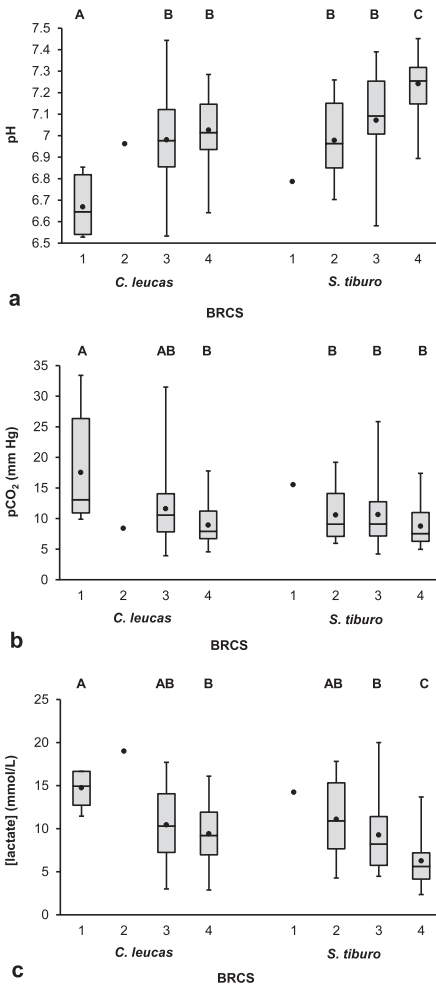 A B B B B C
7.5
7.4
7.3
7.2
7.1
7
6.9
6.8
6.7
6.6
6.5
pH
1 2 3 4 1 2 3 4
C. leucas S. tiburo
a
BRCS
A AB B B B B
35
30
25
20
15
10
5
0
pCO₂ (mm Hg)
1 2 3 4 1 2 3 4
C. leucas S. tiburo
b
BRCS
A AB B AB B C
25
20
15
10
5
0
[lactate] (mmol/L)
1 2 3 4 1 2 3 4
C. leucas S. tiburo
c
BRCS